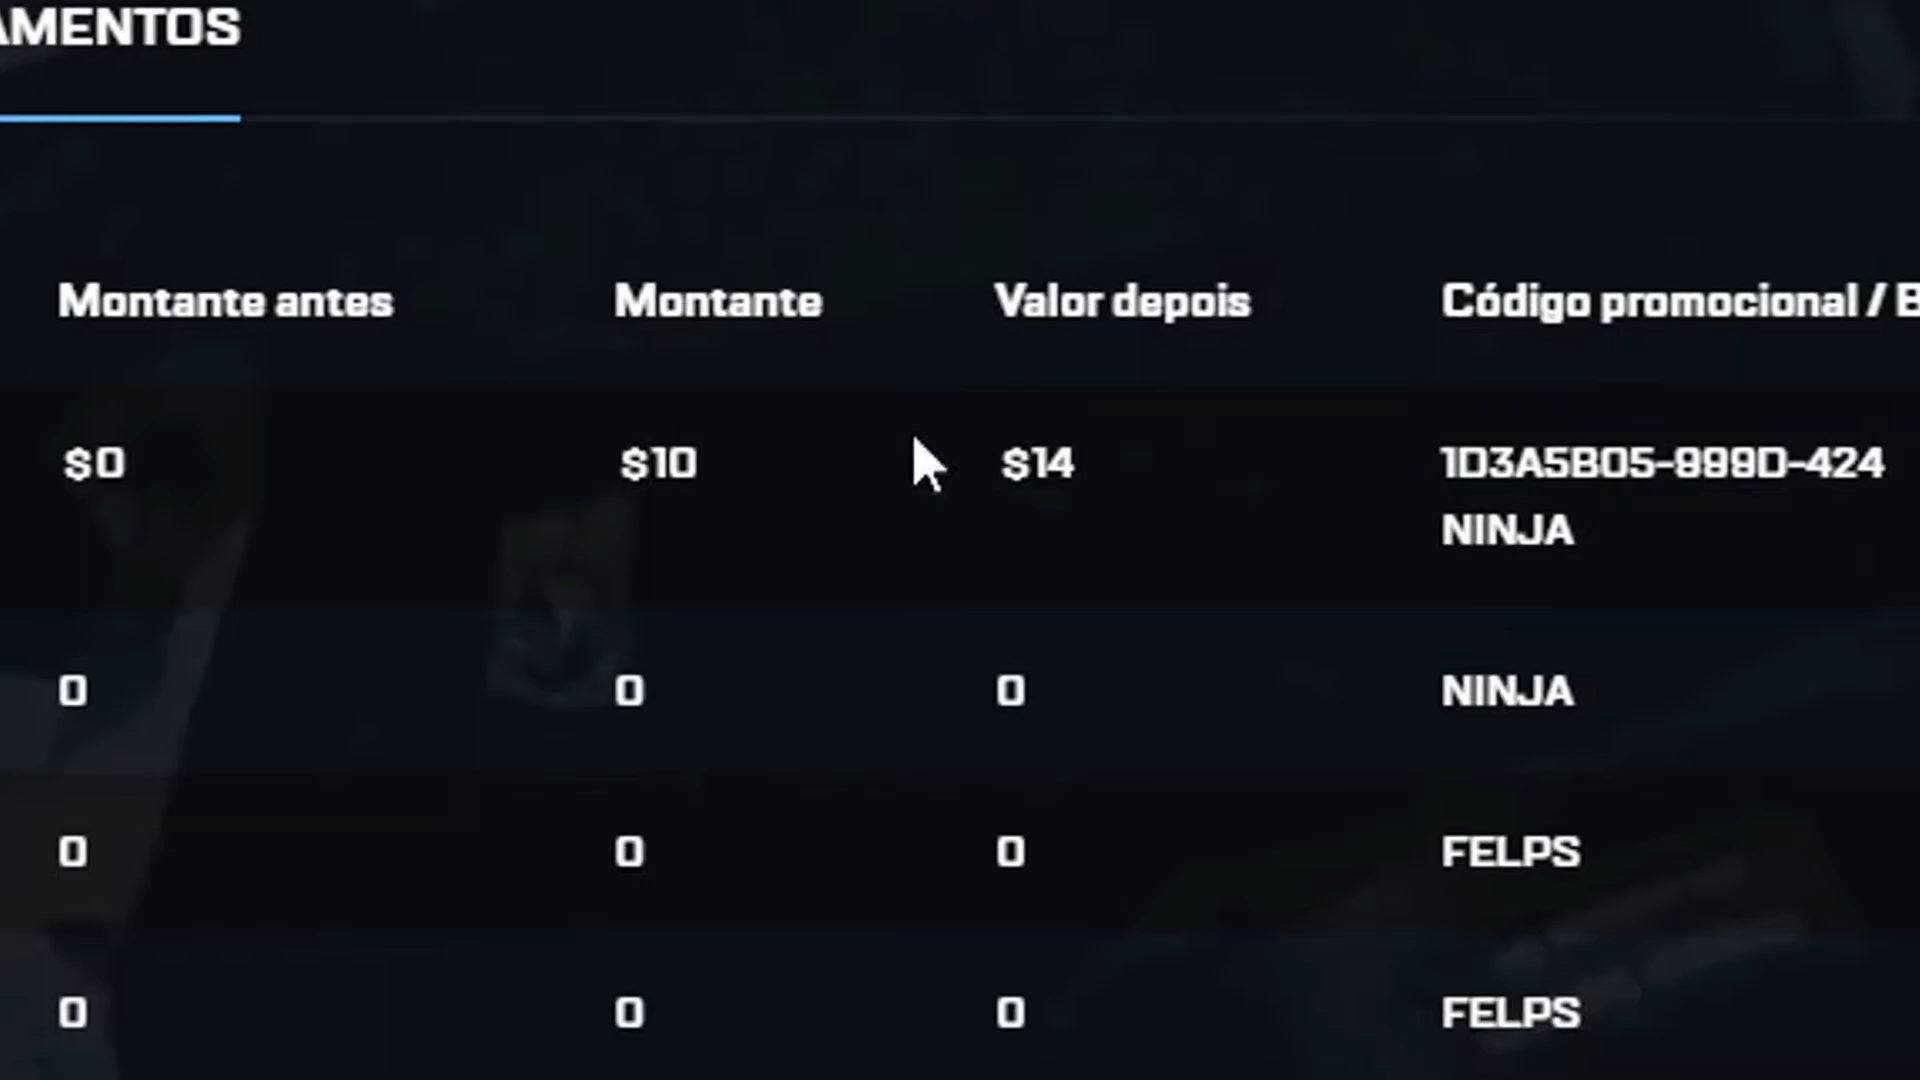 AMENTOS
Montante antes Montante Valor depois Código promocional / B
$0 $10 $14 1D3A5B05-999D-424
NINJA
0 0 0 NINJA
0 0 0 FELPS
0 0 0 FELPS